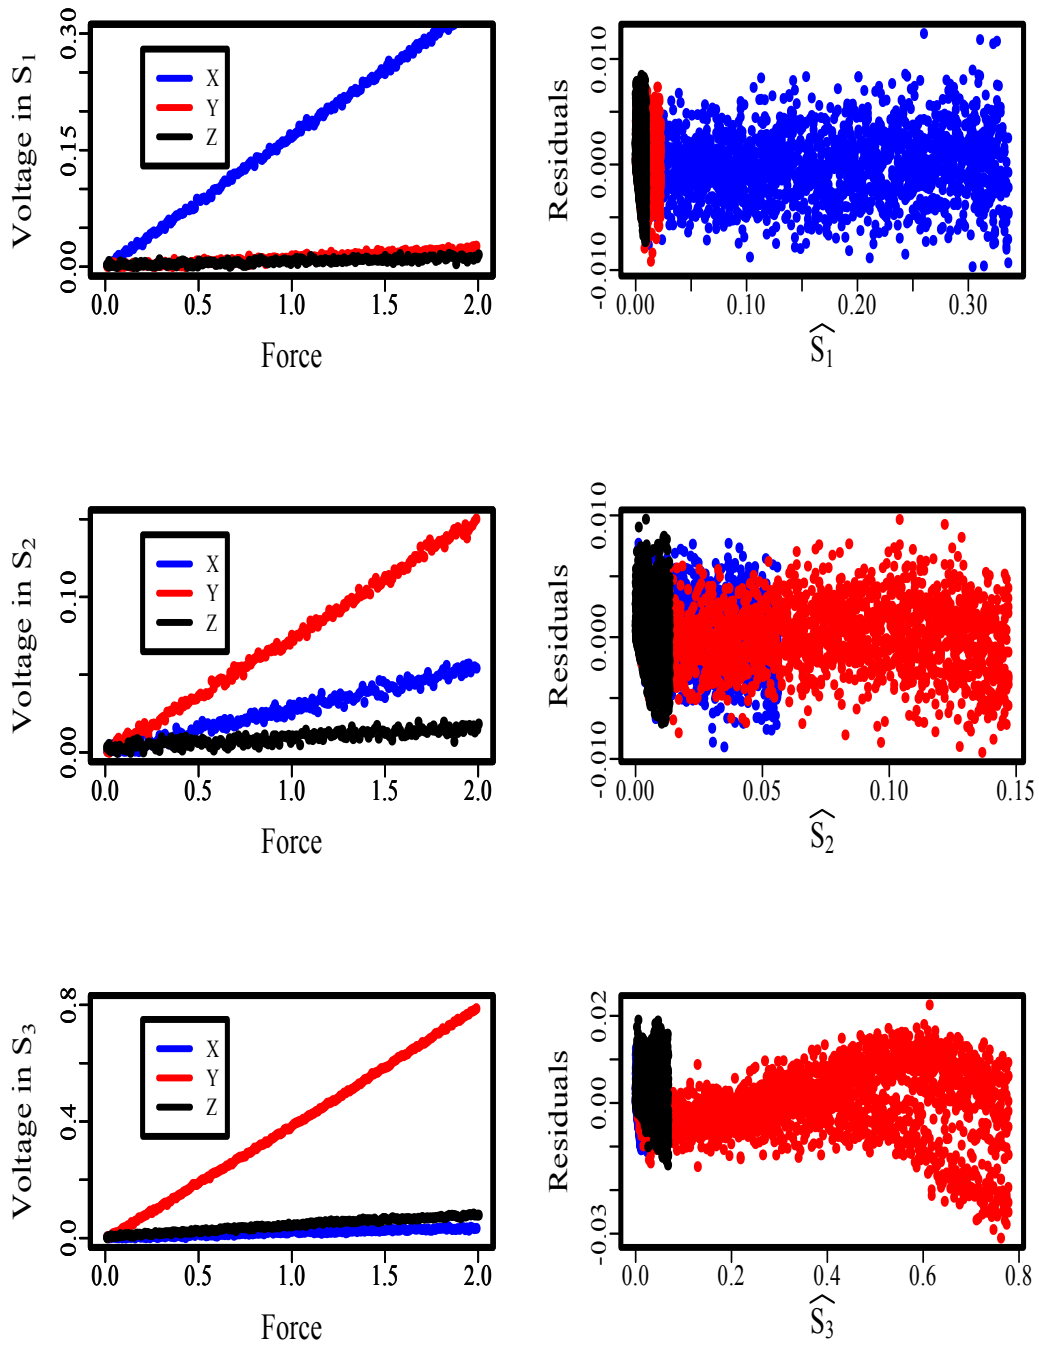 Voltage in S1
0.30
0.15
0.00
X
Y
Z
0.0 0.5 1.0 1.5 2.0
Force
Residuals
0.010
0.000
-0.010
0.00 0.10 0.20 0.30
Ŝ1
Voltage in S2
0.10
0.00
X
Y
Z
0.0 0.5 1.0 1.5 2.0
Force
Residuals
0.010
0.000
-0.010
0.00 0.05 0.10 0.15
Ŝ2
Voltage in S3
0.8
0.4
0.0
X
Y
Z
0.0 0.5 1.0 1.5 2.0
Force
Residuals
0.02
0.00
-0.03
0.0 0.2 0.4 0.6 0.8
Ŝ3